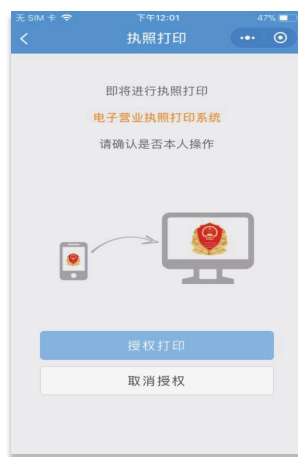 无 SIM 卡 下午12:01 47%
执照打印
即将进行执照打印
电子营业执照打印系统
请确认是否本人操作
授权打印
取消授权